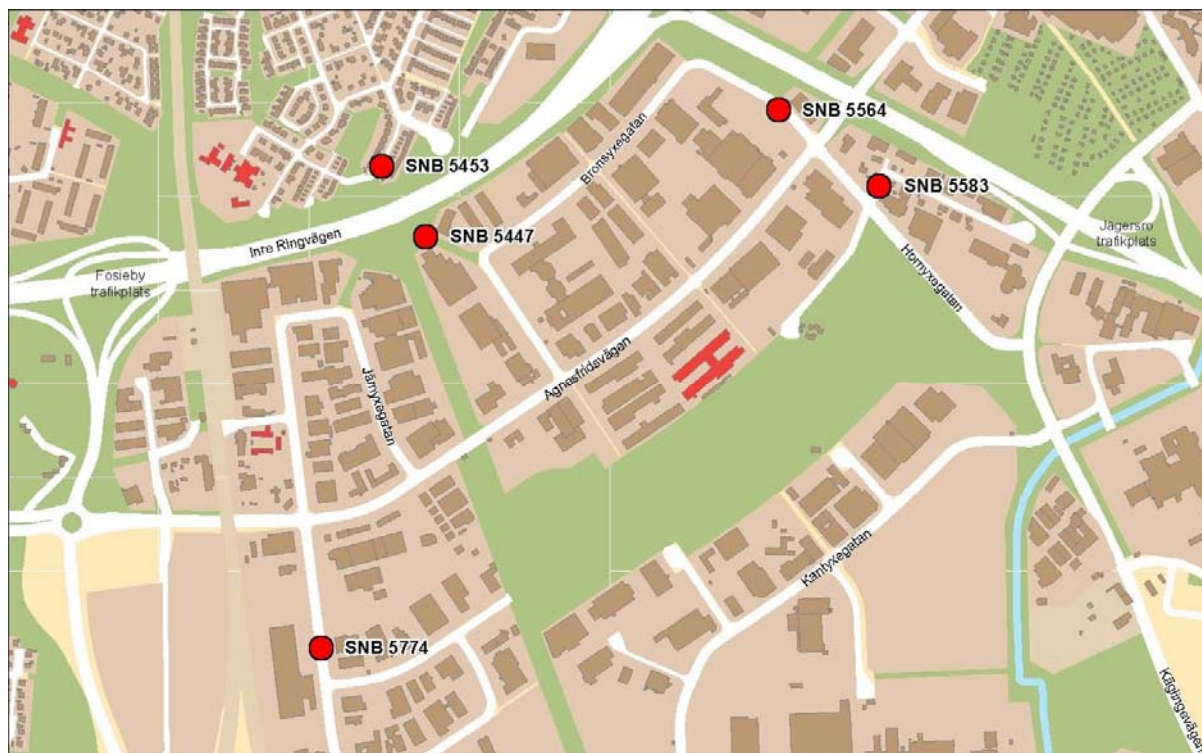 SNB 5564
Bronsyxegatan
SNB 5453
SNB 5583
SNB 5447
Inre Ringvägen
Jägersro
trafikplats
Fosieby
trafikplats
Hornyxegatan
Agnesfridsvägen
Järnyxegatan
Kantyxegatan
SNB 5774
Käglingevägen